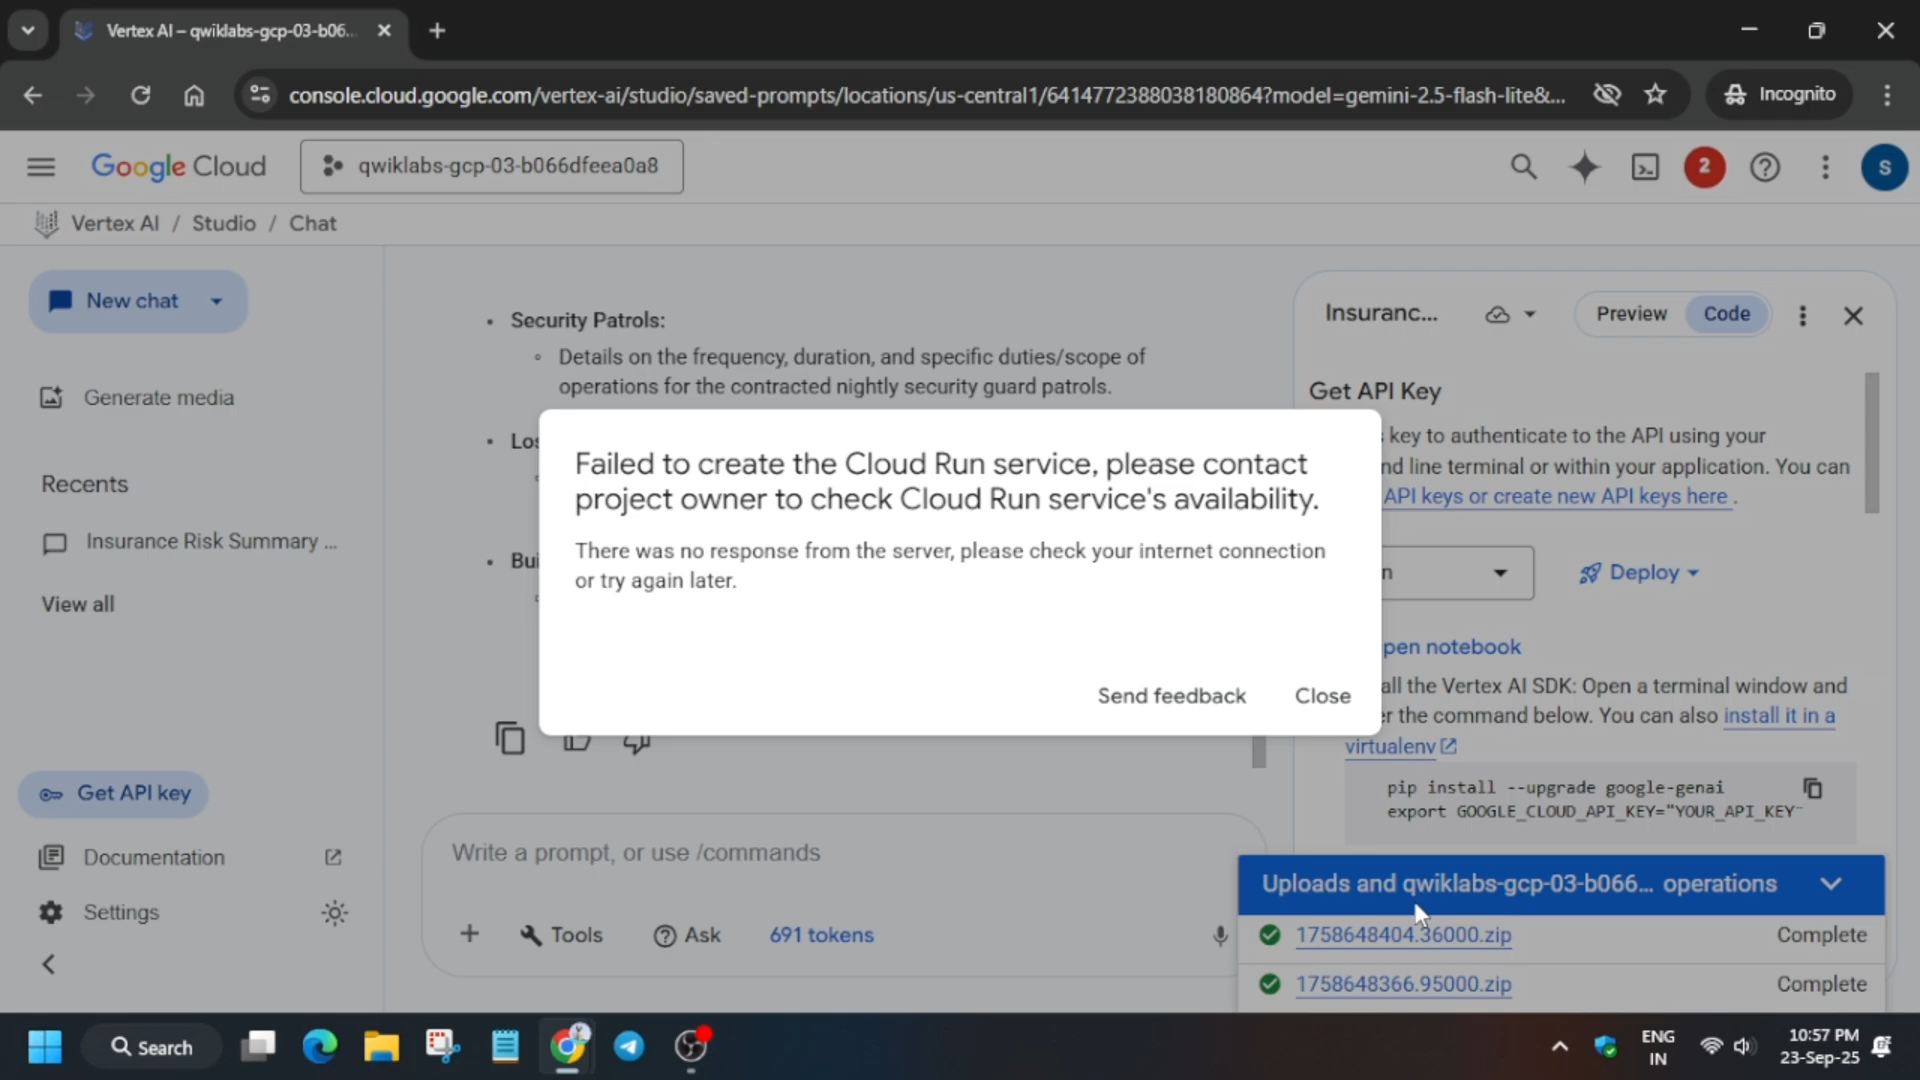 Vertex AI – qwiklabs-gcp-03-b06...
console.cloud.google.com/vertex-ai/studio/saved-prompts/locations/us-central1/6414772388038180864?model=gemini-2.5-flash-lite&...
Incognito
Google Cloud
qwiklabs-gcp-03-b066dfeea0a8
2
S
Vertex AI / Studio / Chat
New chat
Generate media
Recents
Insurance Risk Summary ...
View all
Get API key
Documentation
Settings
• Security Patrols:
◦ Details on the frequency, duration, and specific duties/scope of
operations for the contracted nightly security guard patrols.
Failed to create the Cloud Run service, please contact
project owner to check Cloud Run service's availability.
There was no response from the server, please check your internet connection
or try again later.
Send feedback
Close
Write a prompt, or use /commands
Tools
Ask
691 tokens
Insuranc...
Preview
Code
Get API Key
key to authenticate to the API using your
line terminal or within your application. You can
API keys or create new API keys here .
Deploy
notebook
the Vertex AI SDK: Open a terminal window and
the command below. You can also install it in a
virtualenv
pip install --upgrade google-genai
export GOOGLE_CLOUD_API_KEY="YOUR_API_KEY
Uploads and qwiklabs-gcp-03-b066... operations
1758648404.36000.zip
Complete
1758648366.95000.zip
Complete
Search
ENG
IN
10:57 PM
23-Sep-25